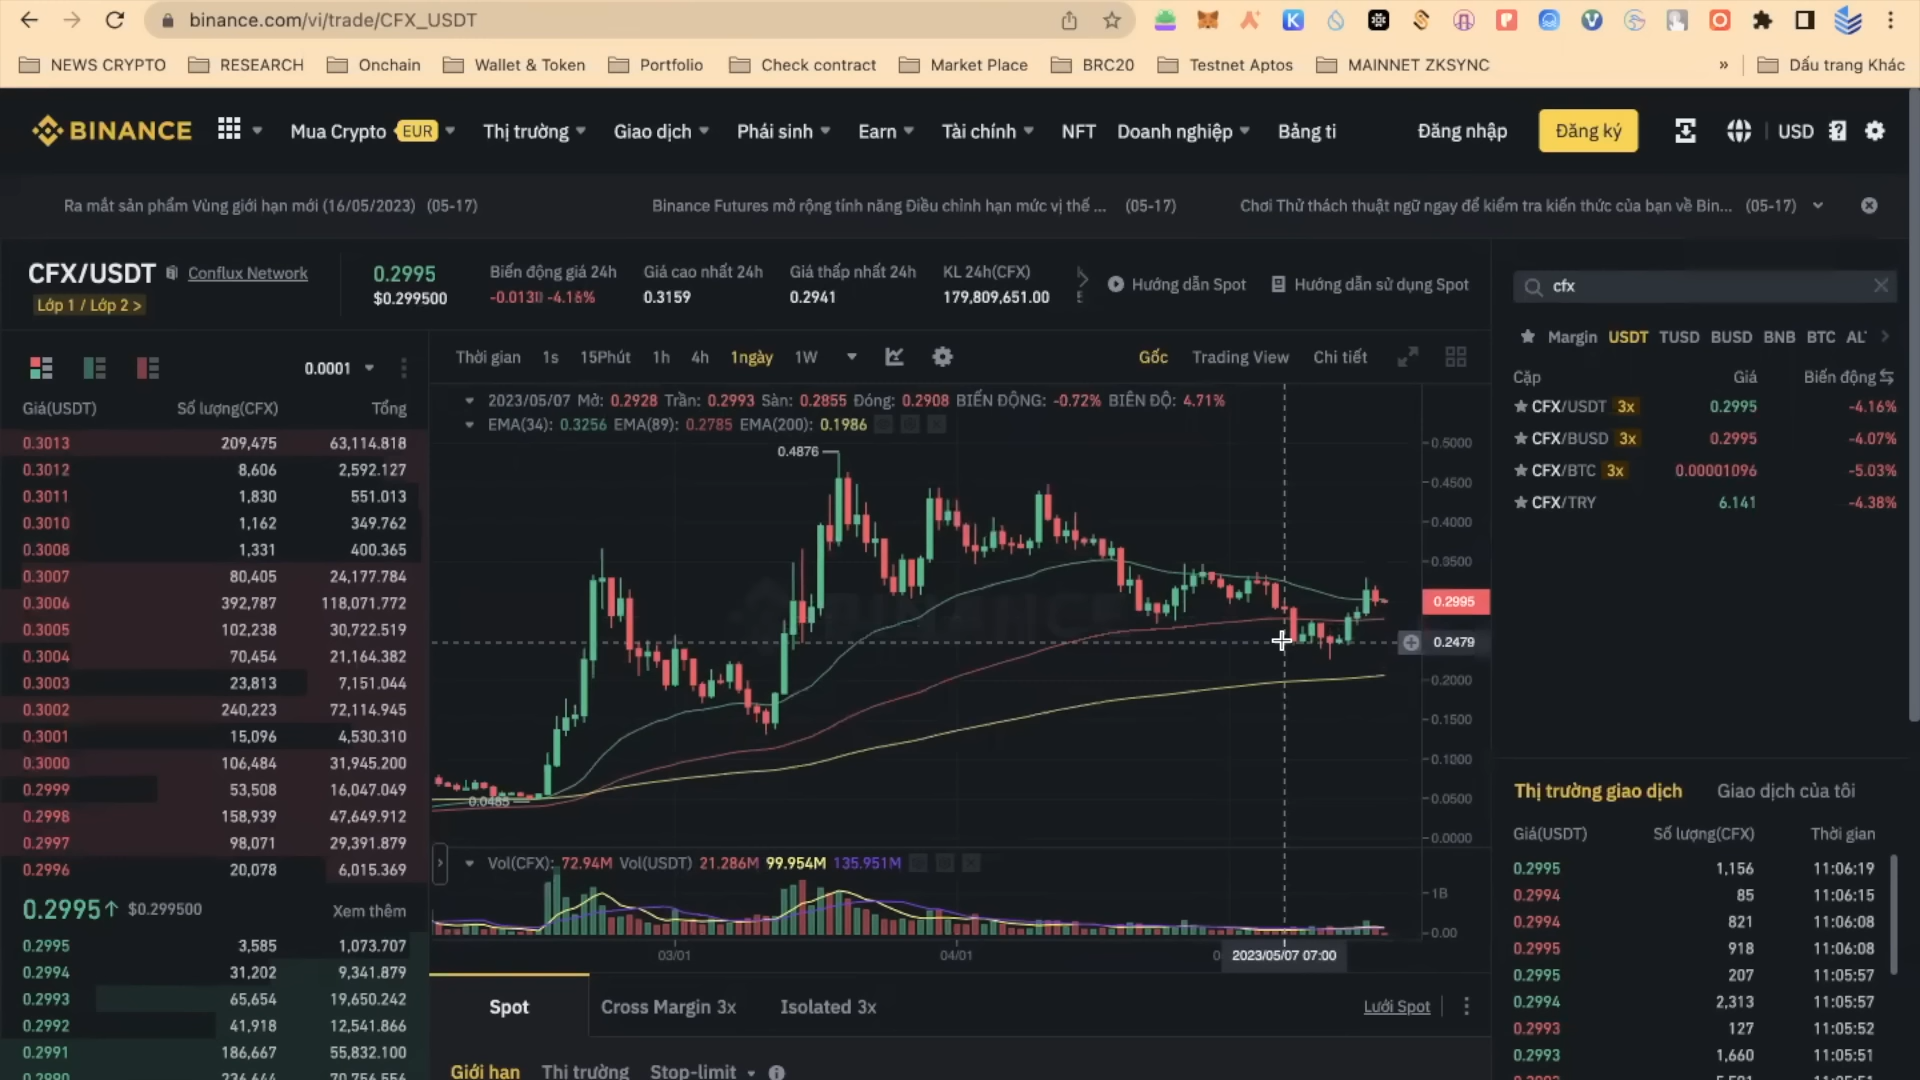 binance.com/vi/trade/CFX_USDT
NEWS CRYPTO RESEARCH Onchain Wallet & Token Portfolio Check contract Market Place BRC20 Testnet Aptos MAINNET ZKSYNC » Dấu trang Khác
BINANCE Mua Crypto EUR Thị trường Giao dịch Phái sinh Earn Tài chính NFT Doanh nghiệp Bảng ti Đăng nhập Đăng ký USD
Ra mắt sản phẩm Vùng giới hạn mới (16/05/2023) (05-17) Binance Futures mở rộng tính năng Điều chỉnh hạn mức vị thế ... (05-17) Chơi Thử thách thuật ngữ ngay để kiểm tra kiến thức của bạn về Bin... (05-17)
CFX/USDT Conflux Network
Lớp 1 / Lớp 2 >
0.2995
$0.299500
Biến động giá 24h
-4.16%
Giá cao nhất 24h
0.3159
Giá thấp nhất 24h
0.2941
KL 24h(CFX)
179,809,651.00
Hướng dẫn Spot Hướng dẫn sử dụng Spot
0.0001
Giá(USDT) Số lượng(CFX) Tổng
0.3013 209,475 63,114.818
0.3012 8,606 2,592.127
0.3011 1,830 551.013
0.3010 1,162 349.762
0.3008 1,331 400.365
0.3007 80,405 24,177.784
0.3006 392,787 118,071.772
0.3005 102,238 30,722.519
0.3004 70,454 21,164.382
0.3003 23,813 7,151.044
0.3002 240,223 72,114.945
0.3001 15,096 4,530.310
0.3000 106,484 31,945.200
0.2999 53,508 16,047.049
0.2998 158,939 47,649.912
0.2997 98,071 29,391.879
0.2996 20,078 6,015.369
0.2995↑ $0.299500 Xem thêm
0.2995 3,585 1,073.707
0.2994 31,202 9,341.879
0.2993 65,654 19,650.242
0.2992 41,918 12,541.866
0.2991 186,667 55,832.100
Thời gian 1s 15Phút 1h 4h 1ngày 1W Gốc Trading View Chi tiết
2023/05/07 Mở: 0.2928 Trần: 0.2993 Sàn: 0.2855 Đóng: 0.2908 BIẾN ĐỘNG: -0.72% BIÊN ĐỘ: 4.71%
EMA(34): 0.3256 EMA(89): 0.2785 EMA(200): 0.1986
0.4876
0.0485
0.5000
0.4500
0.4000
0.3500
0.2995
0.2479
0.2000
0.1500
0.1000
0.0500
0.0000
Vol(CFX): 72.94M Vol(USDT) 21.286M 99.954M 135.951M
1B
0.00
03/01 04/01 0 2023/05/07 07:00
Spot Cross Margin 3x Isolated 3x Lưới Spot
Giới hạn Thị trường Stop-limit
cfx
Margin USDT TUSD BUSD BNB BTC
Cặp Giá Biến động
CFX/USDT 3x 0.2995 -4.16%
CFX/BUSD 3x 0.2995 -4.07%
CFX/BTC 3x 0.00001096 -5.03%
CFX/TRY 6.141 -4.38%
Thị trường giao dịch Giao dịch của tôi
Giá(USDT) Số lượng(CFX) Thời gian
0.2995 1,156 11:06:19
0.2994 85 11:06:15
0.2994 821 11:06:08
0.2995 918 11:06:08
0.2995 207 11:05:57
0.2994 2,313 11:05:57
0.2993 127 11:05:52
0.2993 1,660 11:05:51